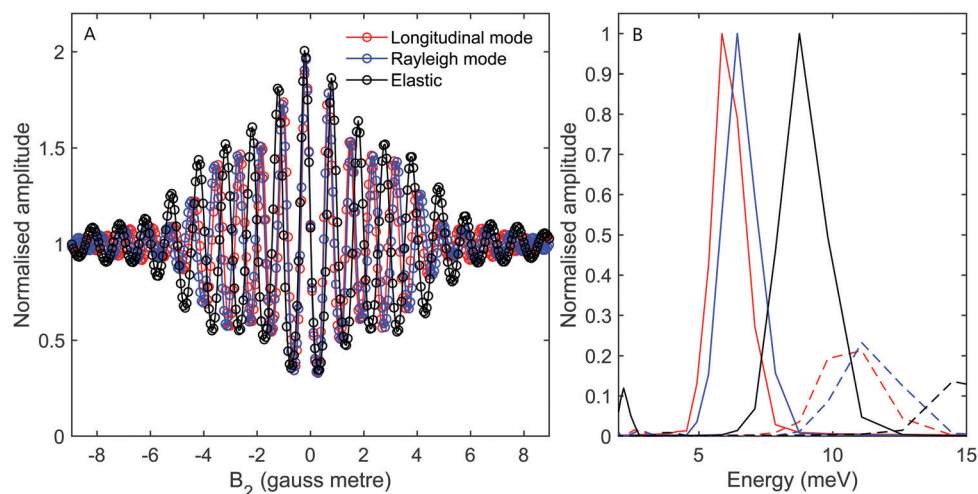 A
Longitudinal mode
Rayleigh mode
Elastic
Normalised amplitude
2
1.5
1
0.5
0
-8 -6 -4 -2 0 2 4 6 8
B2 (gauss metre)
B
Normalised amplitude
1
0.9
0.8
0.7
0.6
0.5
0.4
0.3
0.2
0.1
0
5 10 15
Energy (meV)